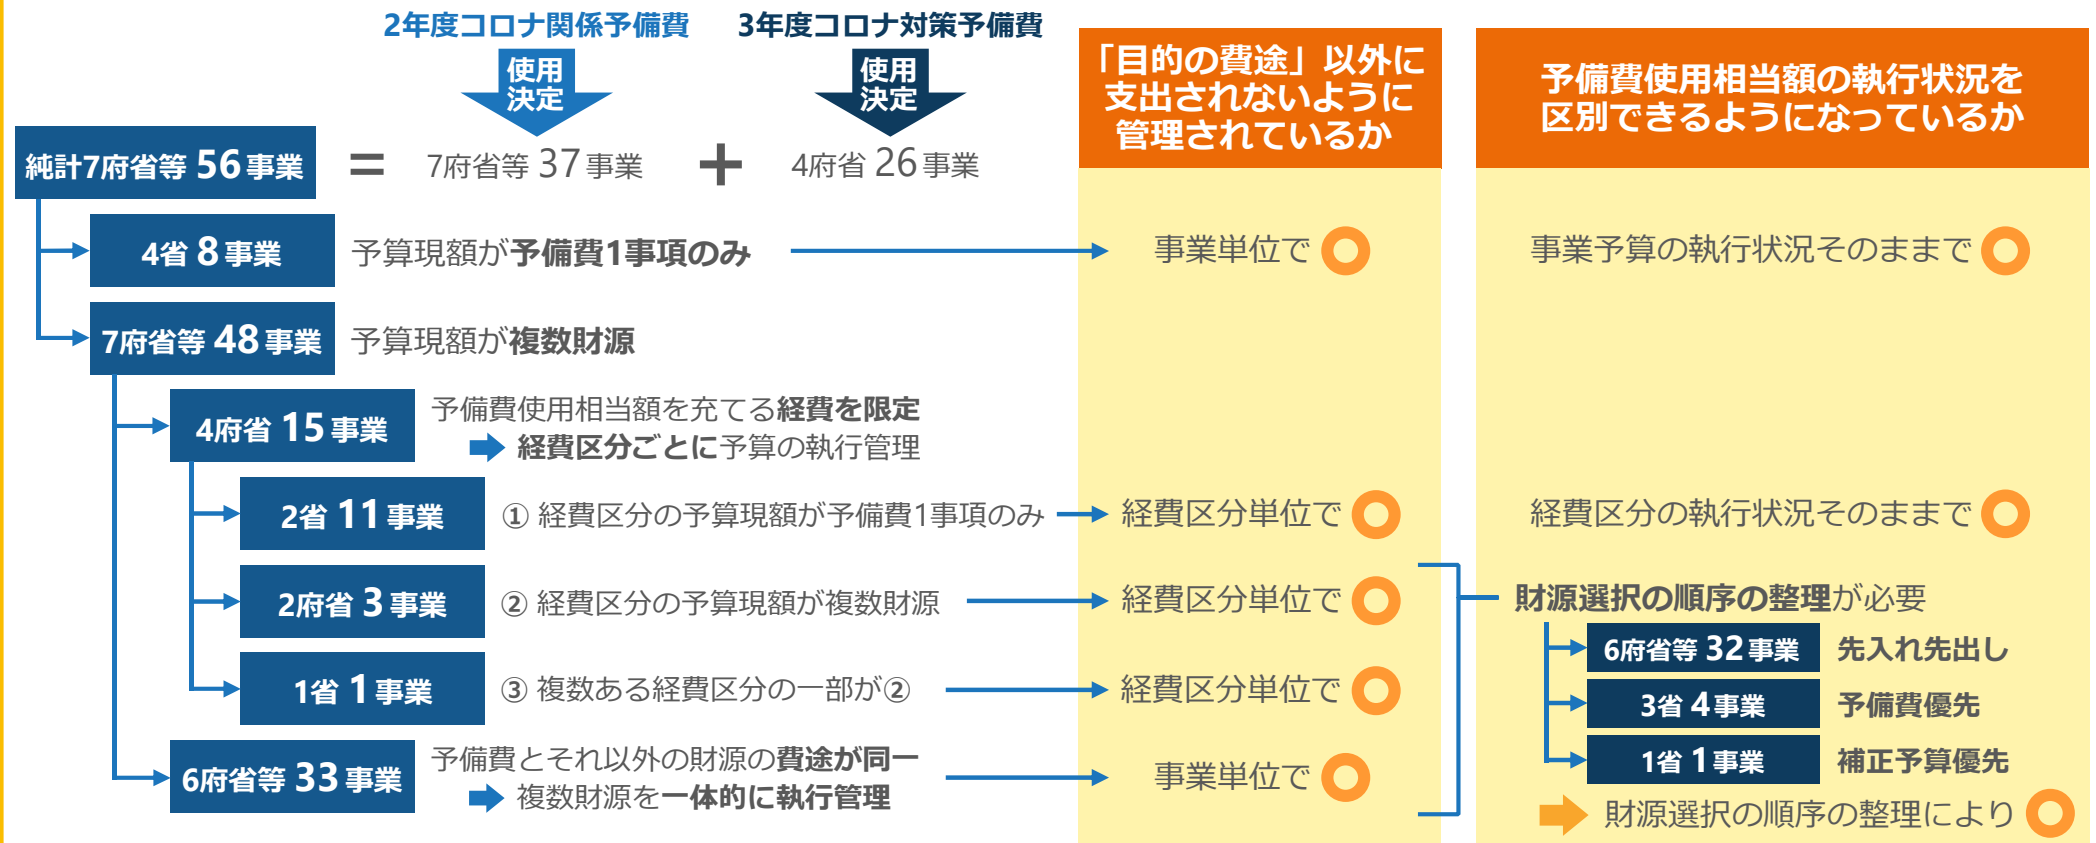 2年度コロナ関係予備費
3年度コロナ対策予備費
使用
決定
使用
決定
純計7府省等 56 事業
=
7府省等 37 事業
+
4府省 26 事業
「目的の費途」以外に
支出されないように
管理されているか
予備費使用相当額の執行状況を
区別できるようになっているか
4省 8 事業
予算現額が予備費1事項のみ
事業単位で
事業予算の執行状況そのままで
7府省等 48 事業
予算現額が複数財源
4府省 15 事業
予備費使用相当額を充てる経費を限定
経費区分ごとに予算の執行管理
2省 11 事業
① 経費区分の予算現額が予備費1事項のみ
経費区分単位で
経費区分の執行状況そのままで
2府省 3 事業
② 経費区分の予算現額が複数財源
経費区分単位で
財源選択の順序の整理が必要
6府省等 32 事業
先入れ先出し
1省 1 事業
③ 複数ある経費区分の一部が②
経費区分単位で
3省 4 事業
予備費優先
1省 1 事業
補正予算優先
6府省等 33 事業
予備費とそれ以外の財源の費途が同一
複数財源を一体的に執行管理
事業単位で
財源選択の順序の整理により